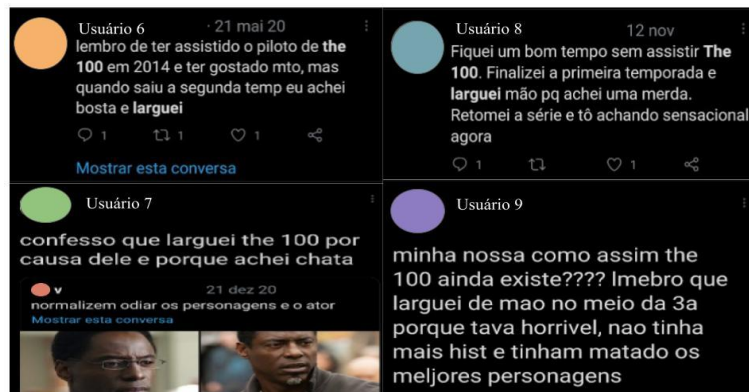 Usuário 6 · 21 mai 20
lembro de ter assistido o piloto de the
100 em 2014 e ter gostado mto, mas
quando saiu a segunda temp eu achei
bosta e larguei
1 1 1
Mostrar esta conversa
Usuário 8 12 nov
Fiquei um bom tempo sem assistir The
100. Finalizei a primeira temporada e
larguei mão pq achei uma merda.
Retomei a série e tô achando sensacional
agora
1 1
Usuário 7
confesso que larguei the 100 por
causa dele e porque achei chata
v 21 dez 20
normalizem odiar os personagens e o ator
Mostrar esta conversa
Usuário 9
minha nossa como assim the
100 ainda existe???? lmebro que
larguei de mao no meio da 3a
porque tava horrivel, nao tinha
mais hist e tinham matado os
meljores personagens